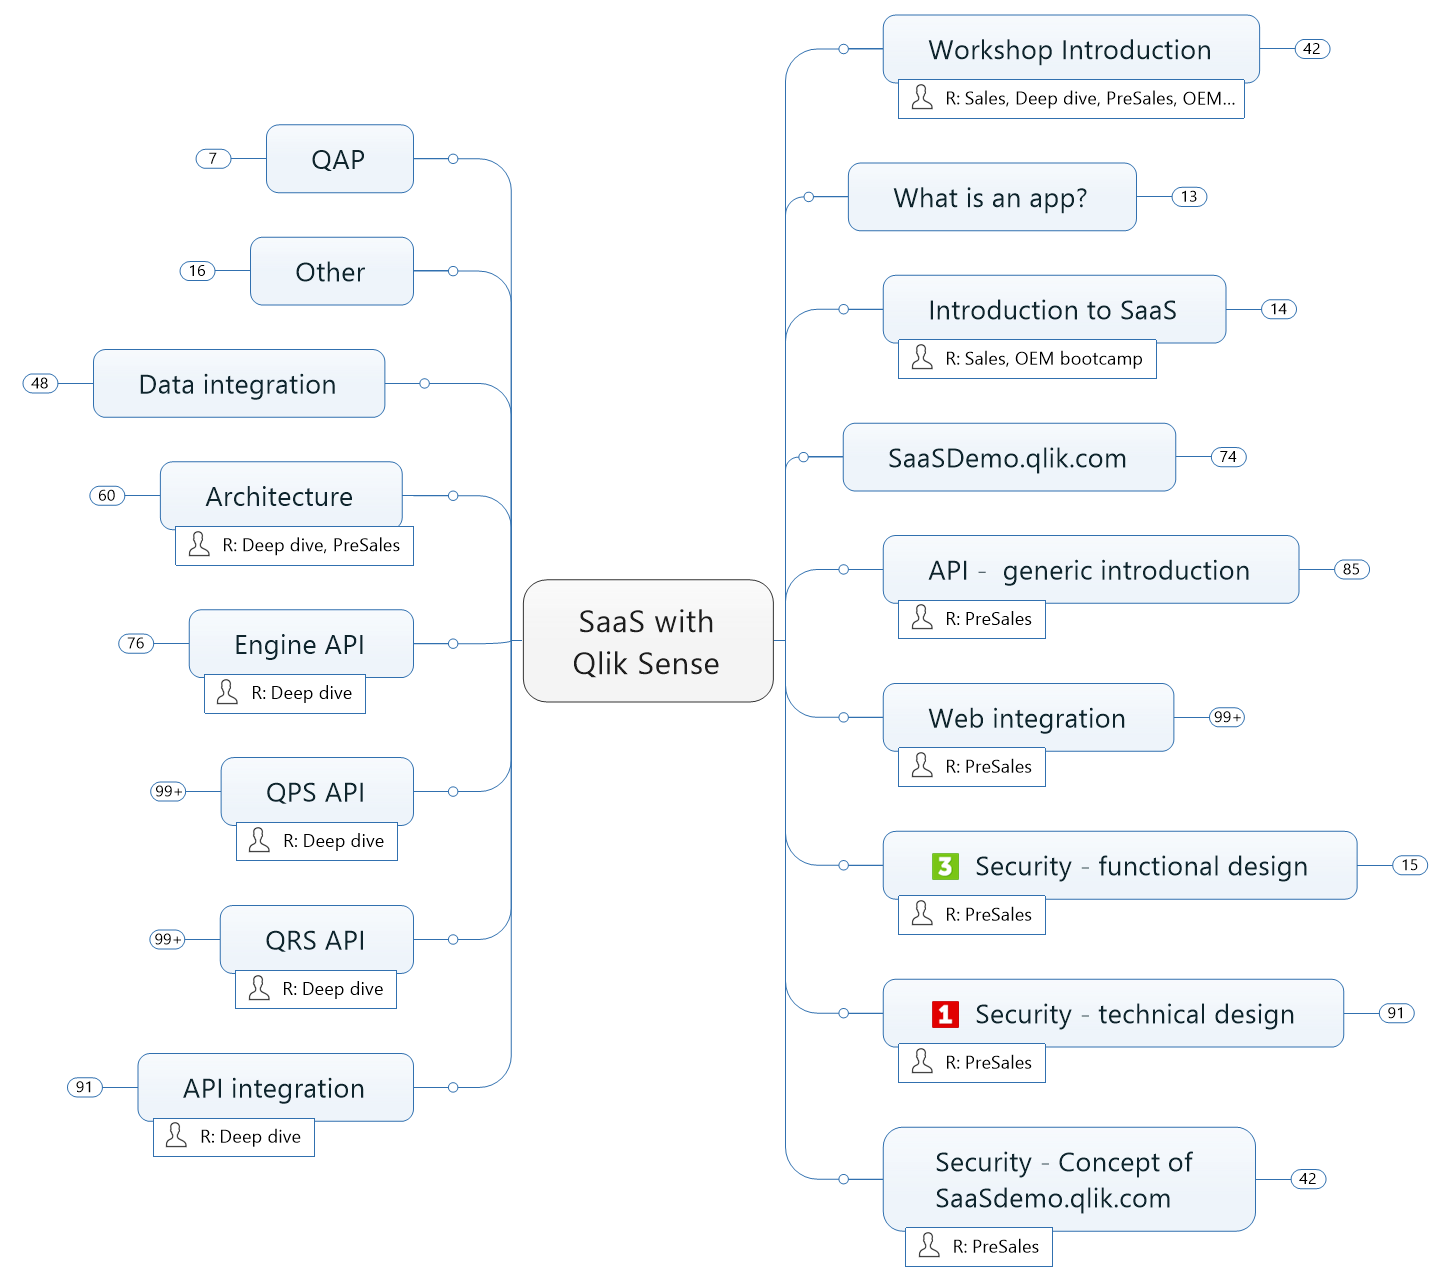 SaaS with
Qlik Sense
Workshop Introduction
42
R: Sales, Deep dive, PreSales, OEM...
What is an app?
13
Introduction to SaaS
14
R: Sales, OEM bootcamp
SaaSDemo.qlik.com
74
API -  generic introduction
85
R: PreSales
Web integration
99+
R: PreSales
3 Security - functional design
15
R: PreSales
1 Security - technical design
91
R: PreSales
Security - Concept of
SaaSdemo.qlik.com
42
R: PreSales
7
QAP
16
Other
48
Data integration
60
Architecture
R: Deep dive, PreSales
76
Engine API
R: Deep dive
99+
QPS API
R: Deep dive
99+
QRS API
R: Deep dive
91
API integration
R: Deep dive